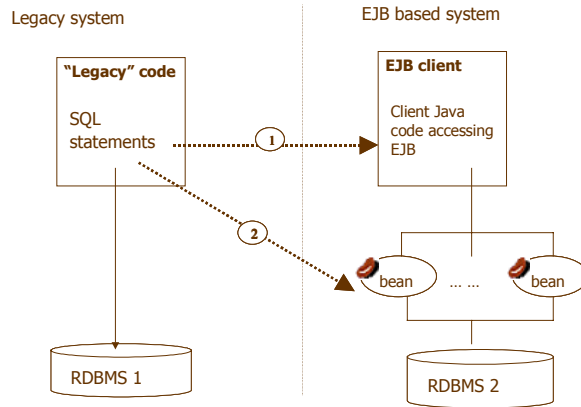 Legacy system
EJB based system
“Legacy” code
SQL
statements
EJB client
Client Java
code accessing
EJB
1
2
bean
... ...
bean
RDBMS 1
RDBMS 2